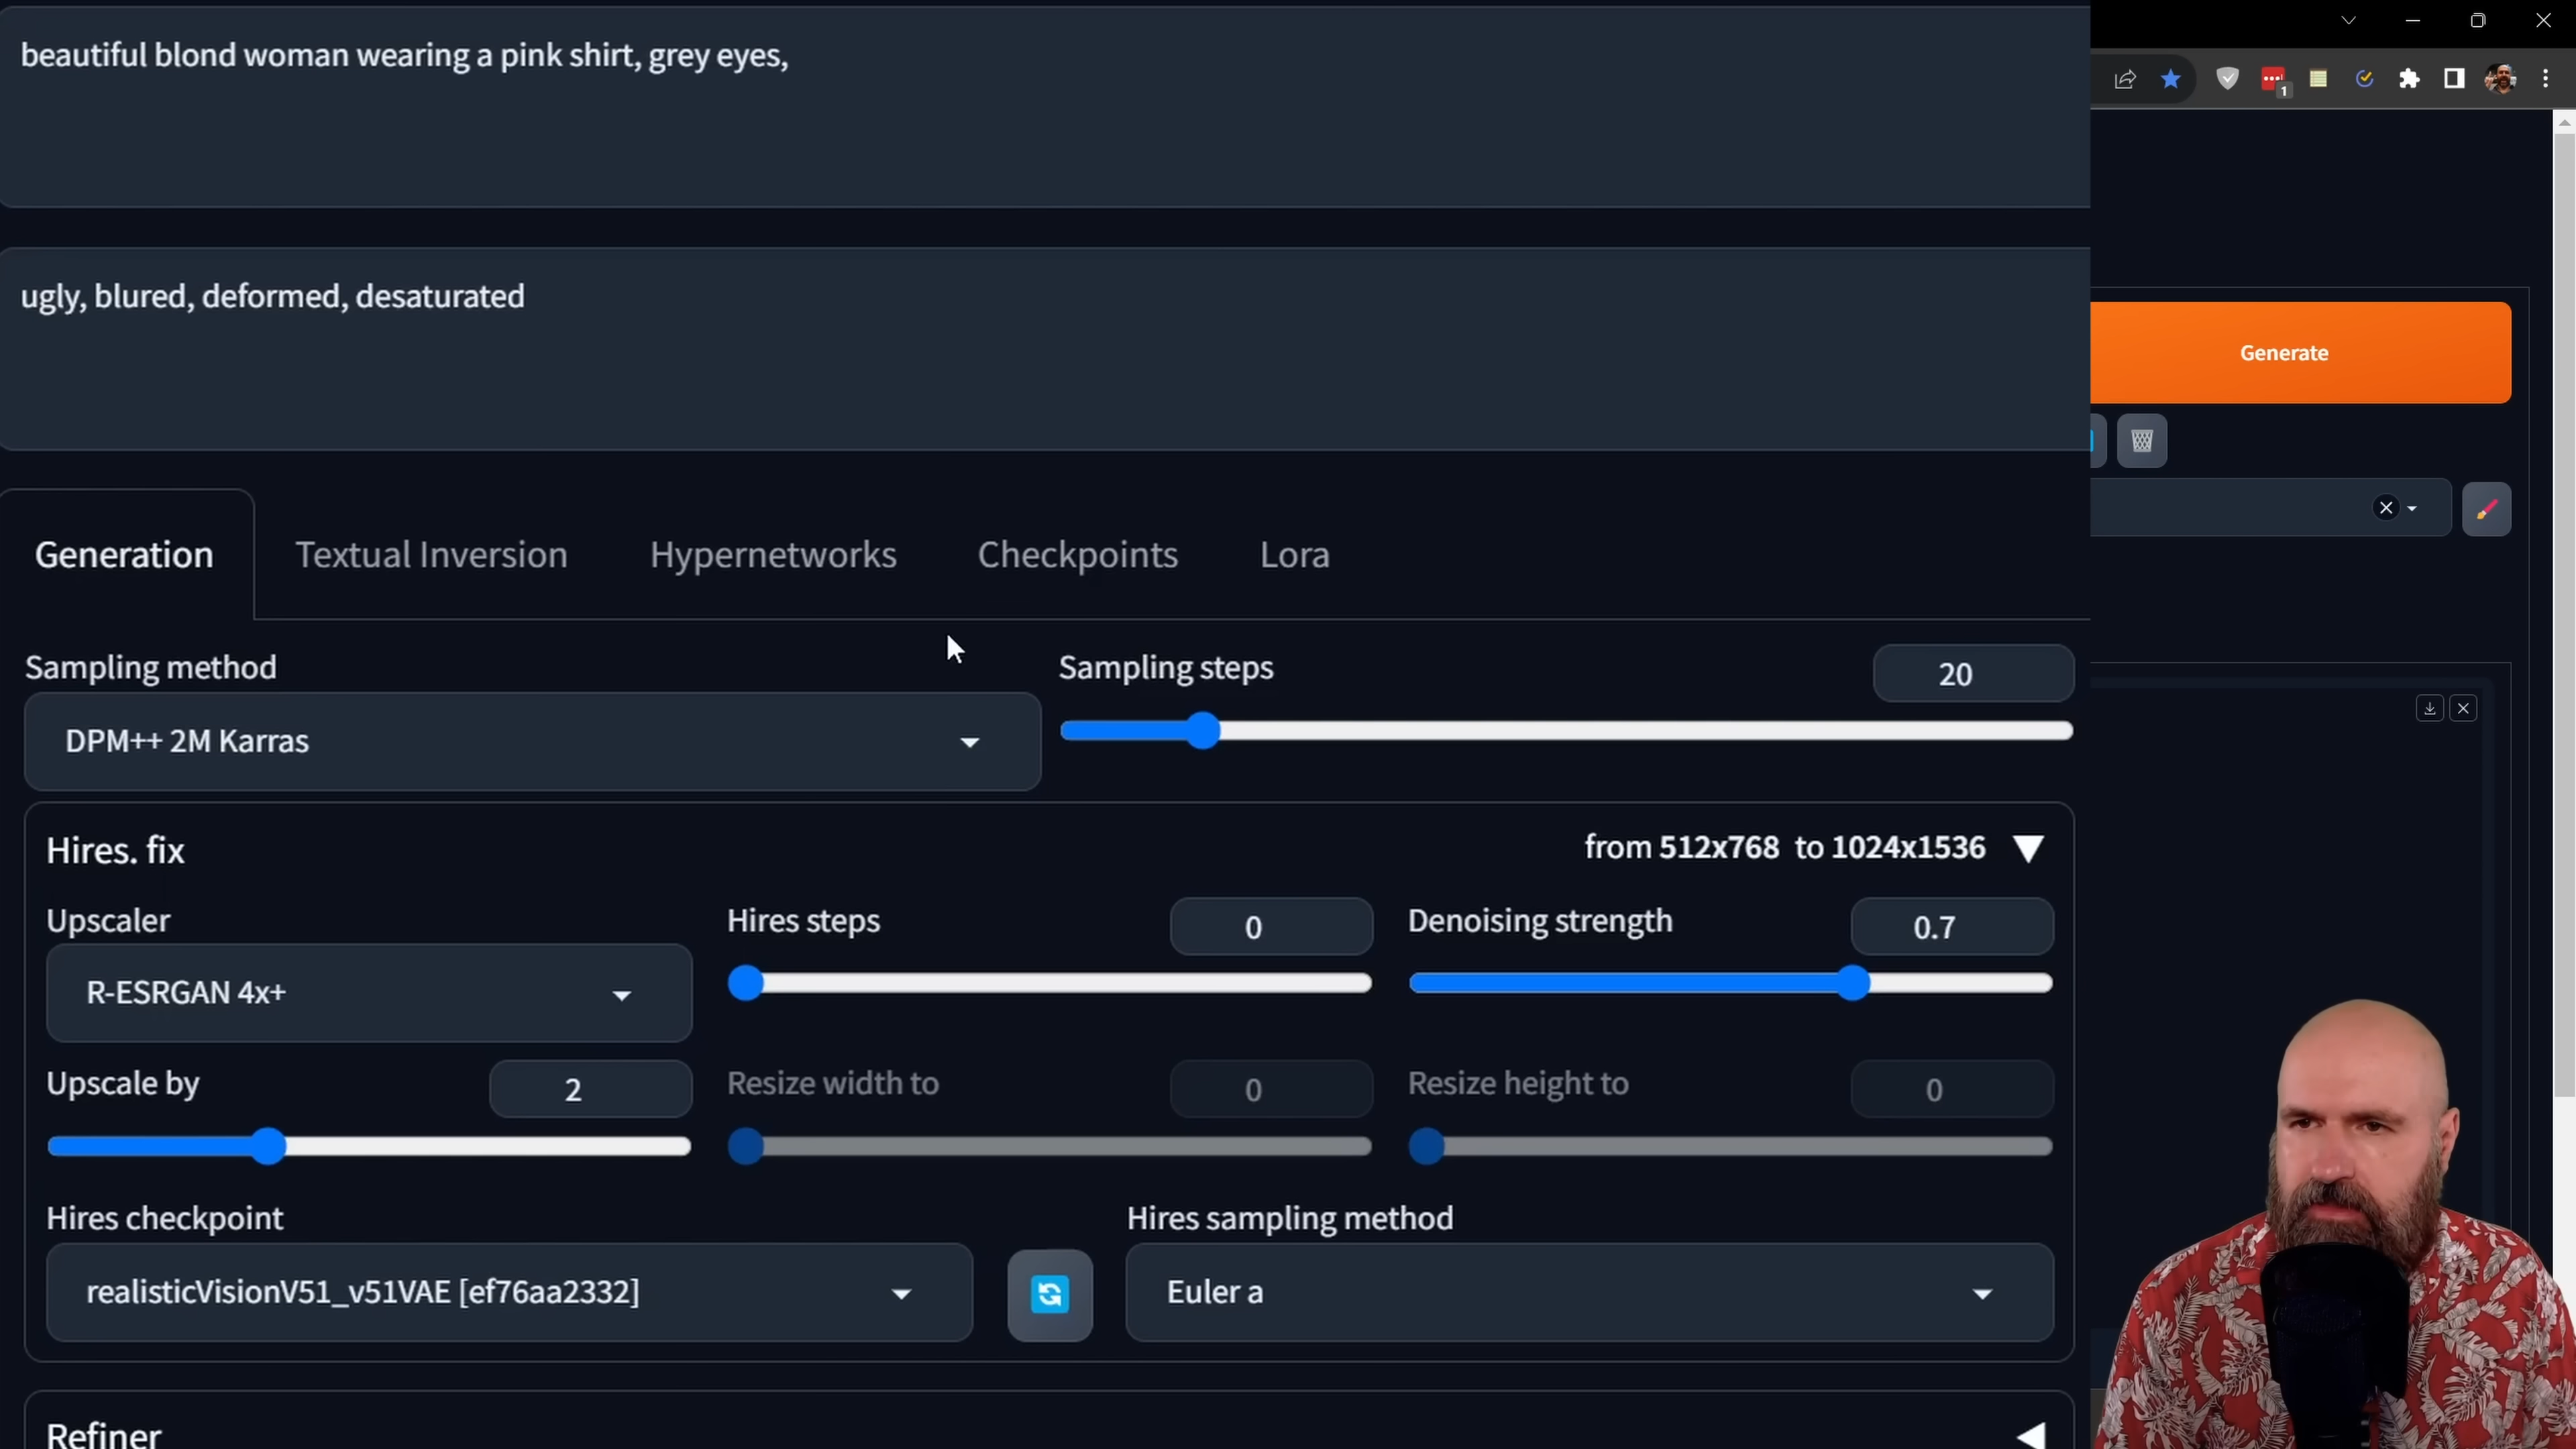 beautiful blond woman wearing a pink shirt, grey eyes,
1
ugly, blured, deformed, desaturated
Generate
Generation Textual Inversion Hypernetworks Checkpoints Lora
Sampling method
DPM++ 2M Karras
Sampling steps 20
Hires. fix
from 512x768 to 1024x1536
Upscaler
R-ESRGAN 4x+
Hires steps 0
Denoising strength 0.7
Upscale by 2
Resize width to 0
Resize height to 0
Hires checkpoint
realisticVisionV51_v51VAE [ef76aa2332]
Hires sampling method
Euler a
Refiner